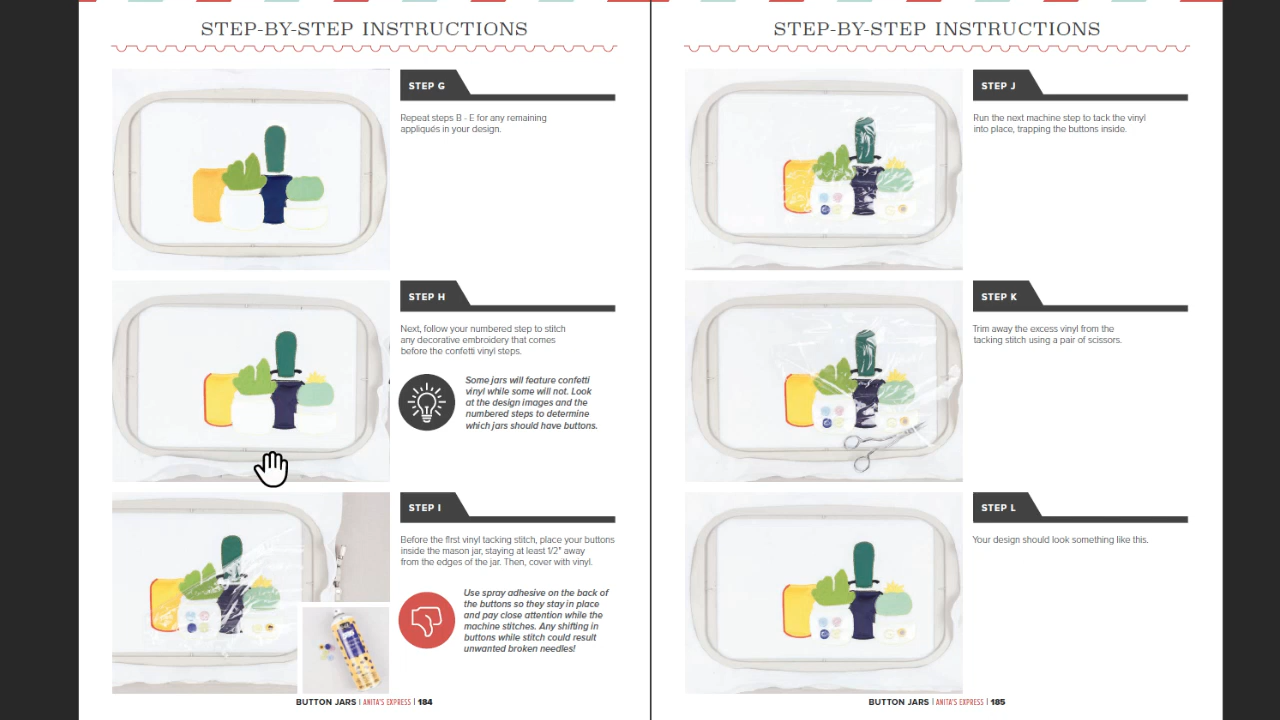 STEP-BY-STEP INSTRUCTIONS
STEP G
Repeat steps B - E for any remaining
appliqués in your design.
STEP H
Next, follow your numbered step to stitch
any decorative embroidery that comes
before the confetti vinyl steps.
Some jars will feature confetti
vinyl while some will not. Look
at the design images and the
numbered steps to determine
which jars should have buttons.
STEP I
Before the first vinyl tacking stitch, place your buttons
inside the mason jar, staying at least 1/2" away
from the edges of the jar. Then, cover with vinyl.
Use spray adhesive on the back of
the buttons so they stay in place
and pay close attention while the
machine stitches. Any shifting in
buttons while stitch could result
unwanted broken needles!
BUTTON JARS | ANITA'S EXPRESS | 184
STEP-BY-STEP INSTRUCTIONS
STEP J
Run the next machine step to tack the vinyl
into place, trapping the buttons inside.
STEP K
Trim away the excess vinyl from the
tacking stitch using a pair of scissors.
STEP L
Your design should look something like this.
BUTTON JARS | ANITA'S EXPRESS | 185